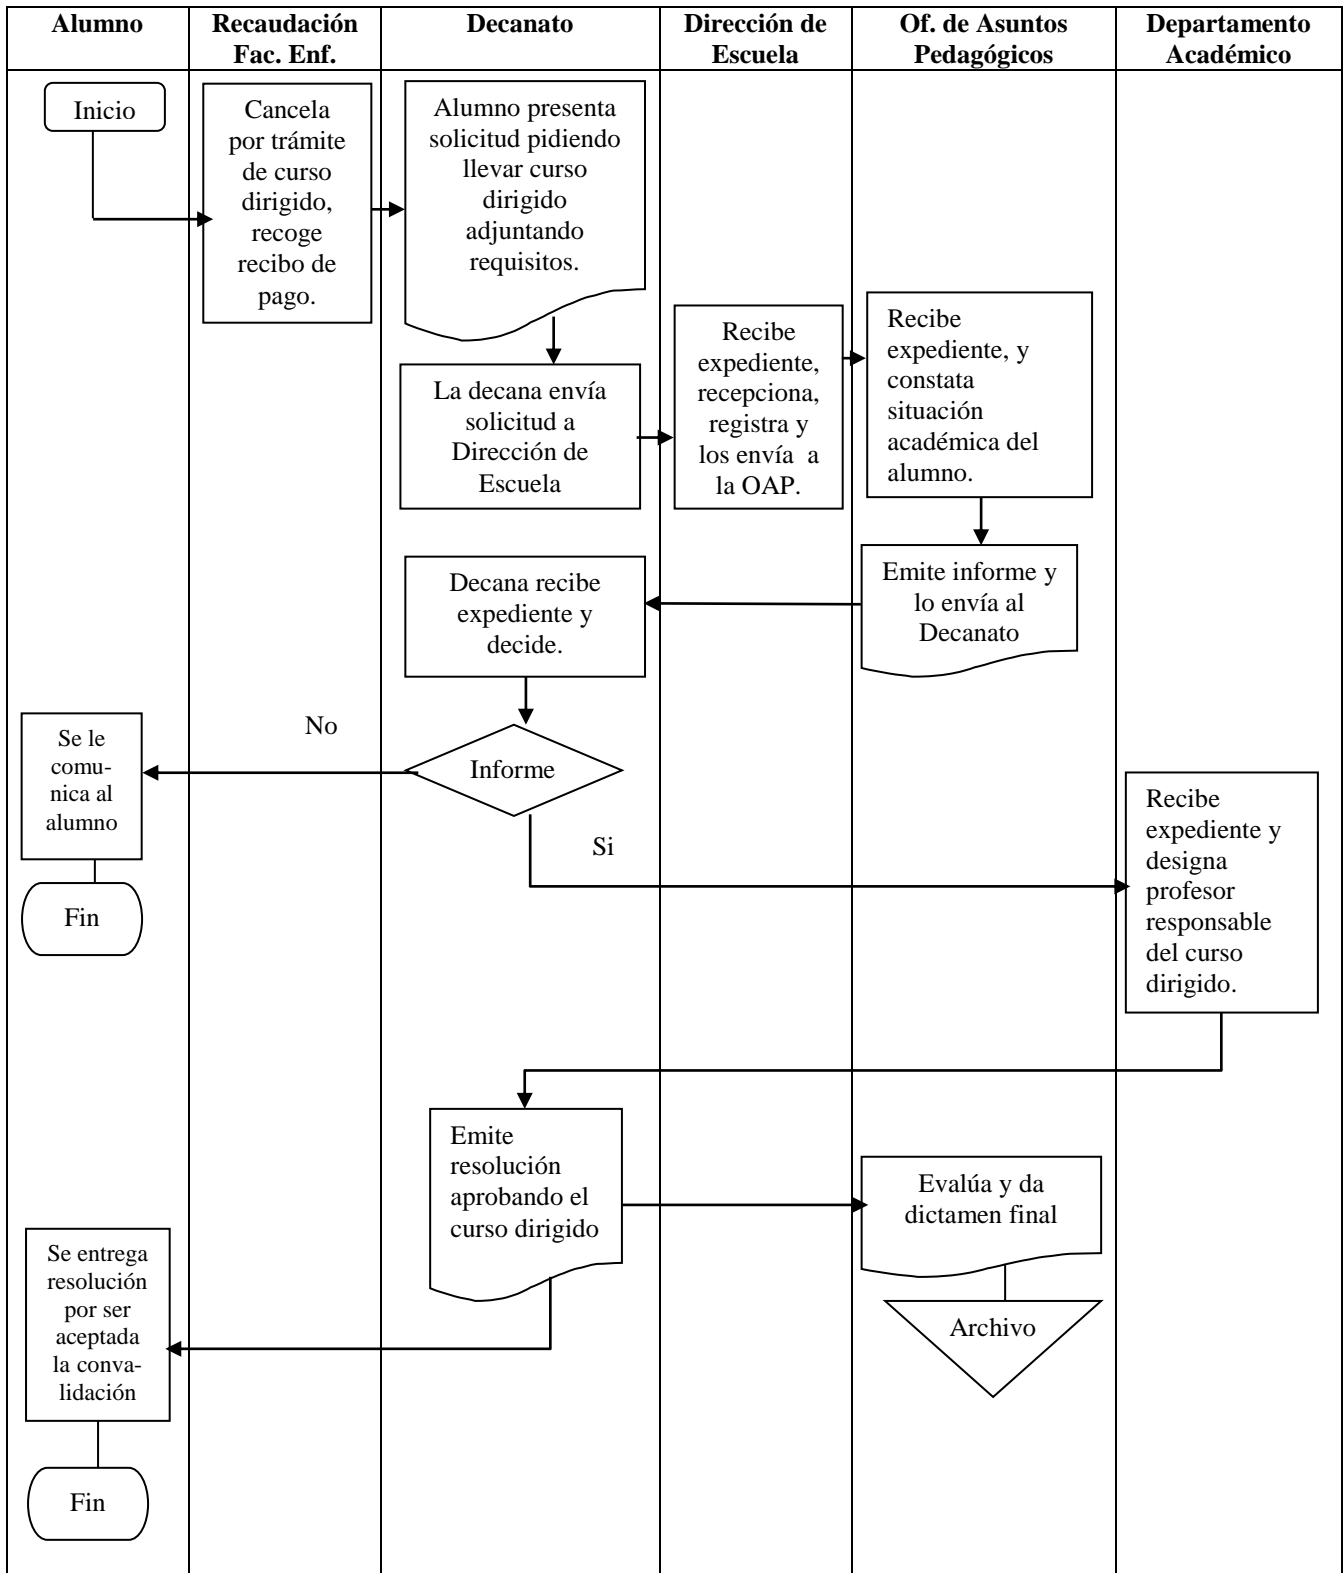 Alumno
Recaudación
Fac. Enf.
Decanato
Dirección de
Escuela
Of. de Asuntos
Pedagógicos
Departamento
Académico
Inicio
Cancela
por trámite
de curso
dirigido,
recoge
recibo de
pago.
Alumno presenta
solicitud pidiendo
llevar curso
dirigido
adjuntando
requisitos.
La decana envía
solicitud a
Dirección de
Escuela
Recibe
expediente,
recepciona,
registra y
los envía a
la OAP.
Recibe
expediente, y
constata
situación
académica del
alumno.
Emite informe y
lo envía al
Decanato
Decana recibe
expediente y
decide.
Informe
No
Se le
comu-
nica al
alumno
Fin
Si
Recibe
expediente y
designa
profesor
responsable
del curso
dirigido.
Emite
resolución
aprobando el
curso dirigido
Evalúa y da
dictamen final
Archivo
Se entrega
resolución
por ser
aceptada
la conva-
lidación
Fin